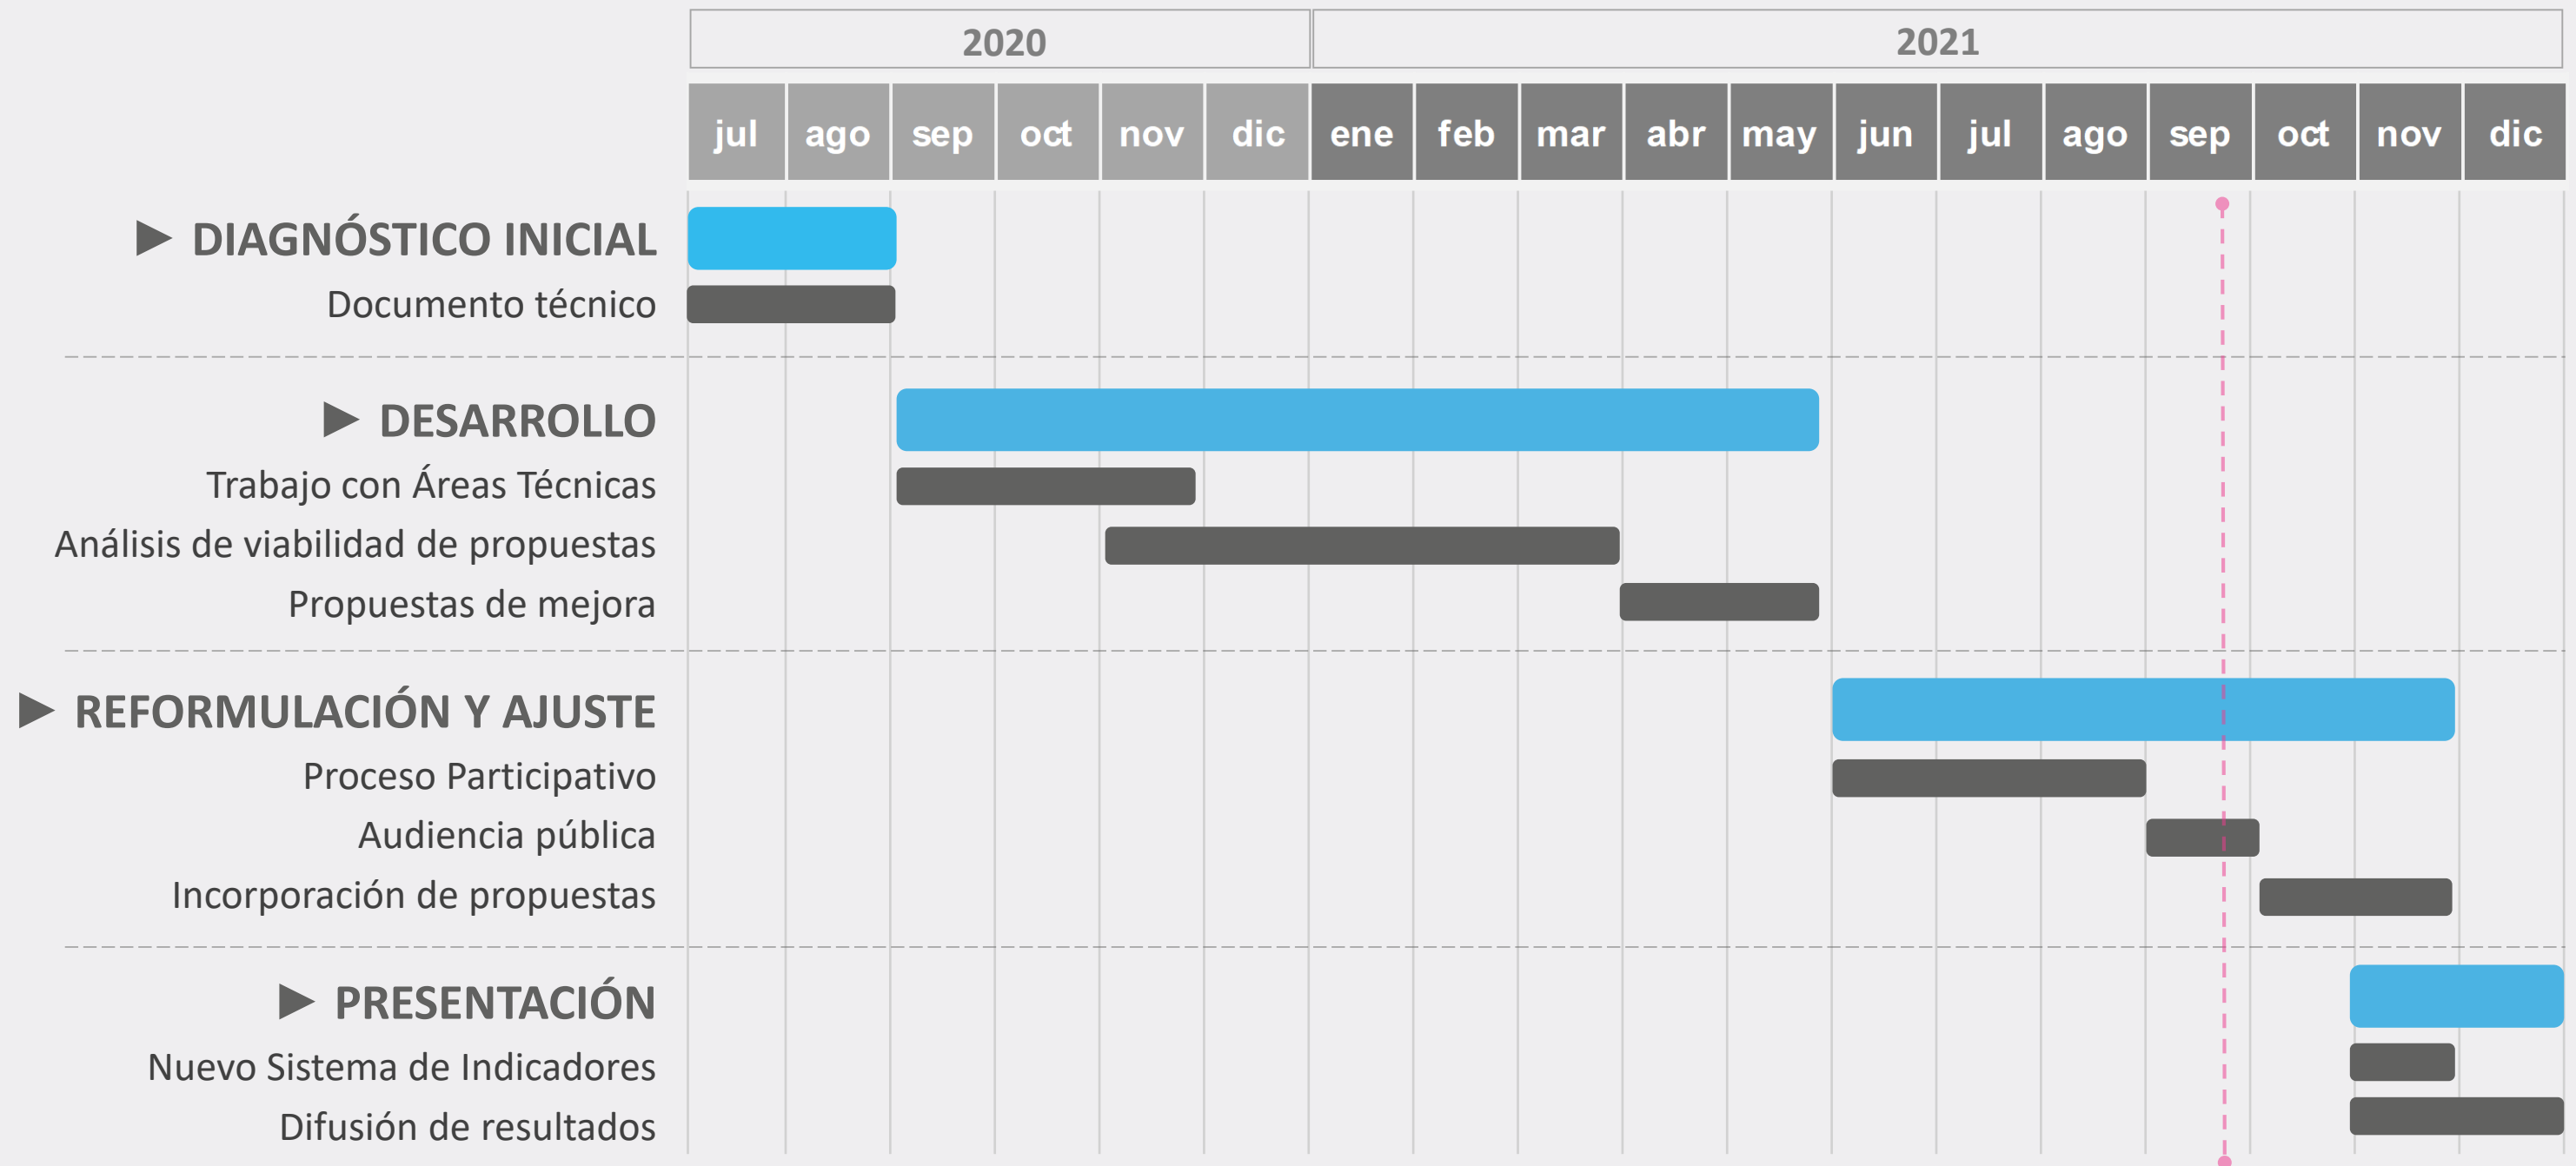 2020 2021
jul ago sep oct nov dic ene feb mar abr may jun jul ago sep oct nov dic
► DIAGNÓSTICO INICIAL
Documento técnico
► DESARROLLO
Trabajo con Áreas Técnicas
Análisis de viabilidad de propuestas
Propuestas de mejora
► REFORMULACIÓN Y AJUSTE
Proceso Participativo
Audiencia pública
Incorporación de propuestas
► PRESENTACIÓN
Nuevo Sistema de Indicadores
Difusión de resultados